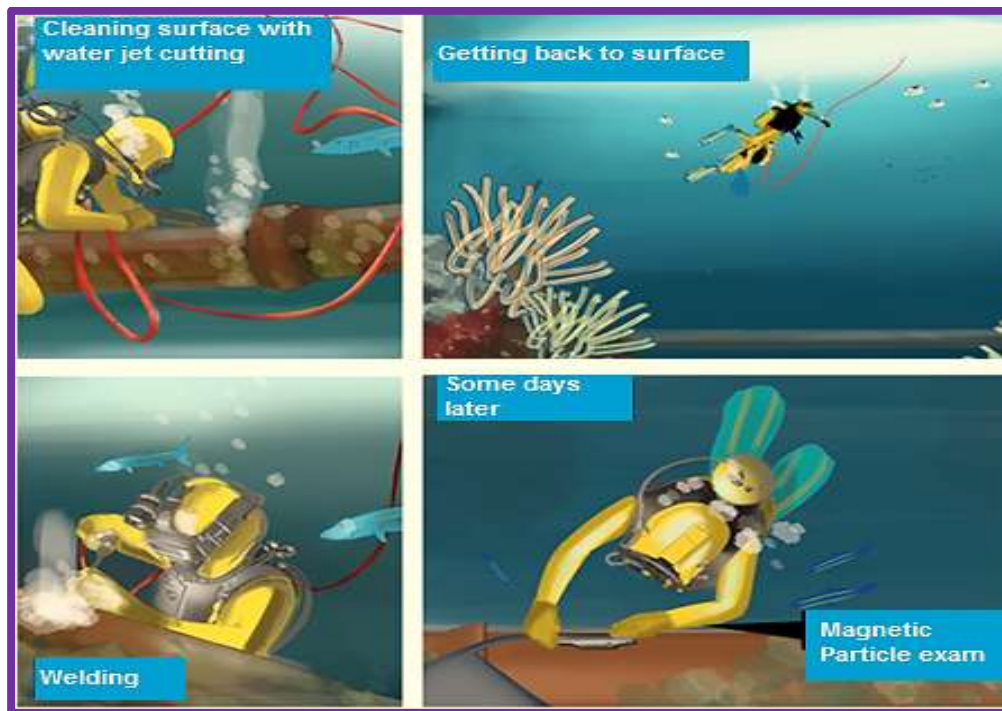 Cleaning surface with
water jet cutting
Getting back to surface
Welding
Some days
later
Magnetic
Particle exam